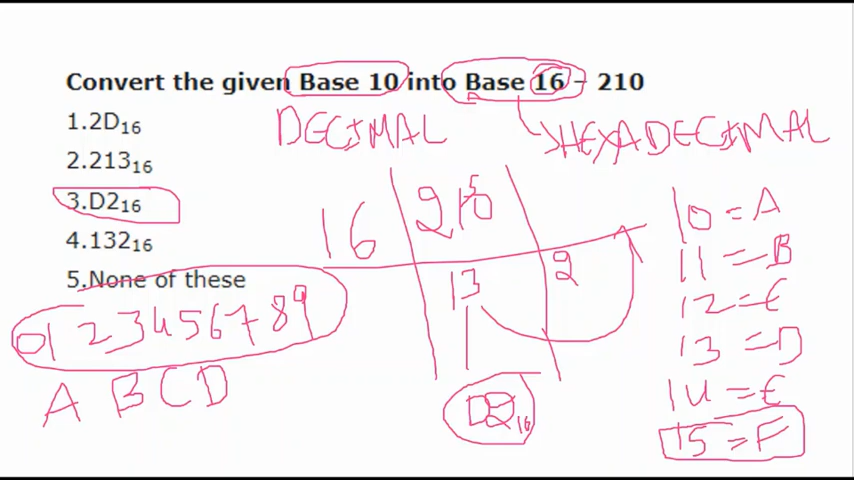 Convert the given Base 10 into Base 16 – 210
1.2D₁₆
DECIMAL
HEXADECIMAL
2.213₁₆
3.D2₁₆
16 210 5
10 = A
4.132₁₆
11 = B
5.None of these
13 2
12 = C
0 1 2 3 4 5 6 7 8 9
13 = D
A B C D
14 = E
D2₁₆
15 = F